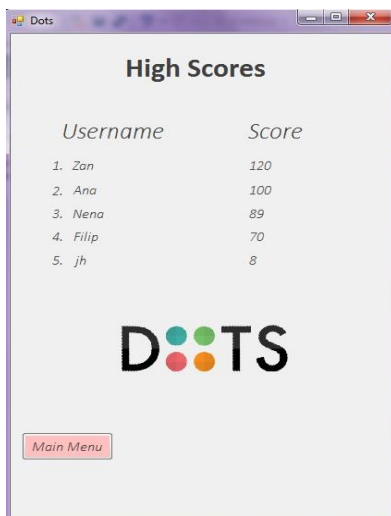 Dots
High Scores
Username Score
1. Zan 120
2. Ana 100
3. Nena 89
4. Filip 70
5. jh 8
DTS
Main Menu